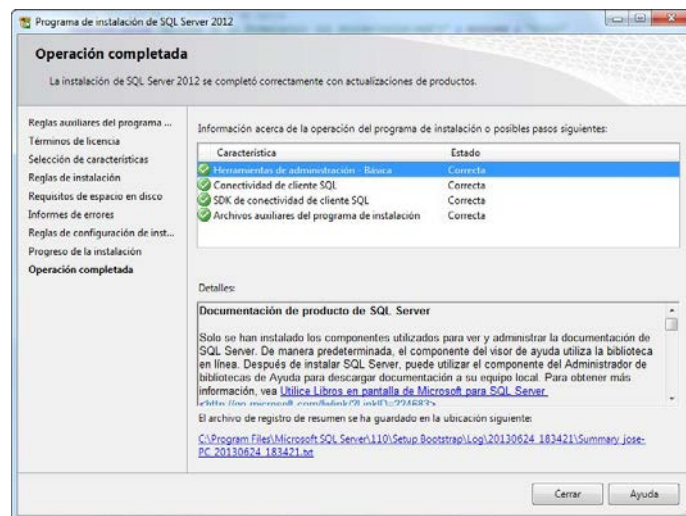 Programa de instalación de SQL Server 2012
Operación completada
La instalación de SQL Server 2012 se completó correctamente con actualizaciones de productos.
Reglas auxiliares del programa ...
Términos de licencia
Selección de características
Reglas de instalación
Requisitos de espacio en disco
Informes de errores
Reglas de configuración de inst...
Progreso de la instalación
Operación completada
Información acerca de la operación del programa de instalación o posibles pasos siguientes:
Característica Estado
Herramientas de administración - Básica Correcta
Conectividad de cliente SQL Correcta
SDK de conectividad de cliente SQL Correcta
Archivos auxiliares del programa de instalación Correcta
Detalles:
Documentación de producto de SQL Server
Solo se han instalado los componentes utilizados para ver y administrar la documentación de
SQL Server. De manera predeterminada, el componente del visor de ayuda utiliza la biblioteca
en línea. Después de instalar SQL Server, puede utilizar el componente del Administrador de
bibliotecas de Ayuda para descargar documentación a su equipo local. Para obtener más
información, vea Utilice Libros en pantalla de Microsoft para SQL Server
<http://go.microsoft.com/fwlink/?LinkID=224683>
El archivo de registro de resumen se ha guardado en la ubicación siguiente:
C:\Program Files\Microsoft SQL Server\110\Setup Bootstrap\Log\20130624_183421\Summary_jose-
PC_20130624_183421.txt
Cerrar
Ayuda